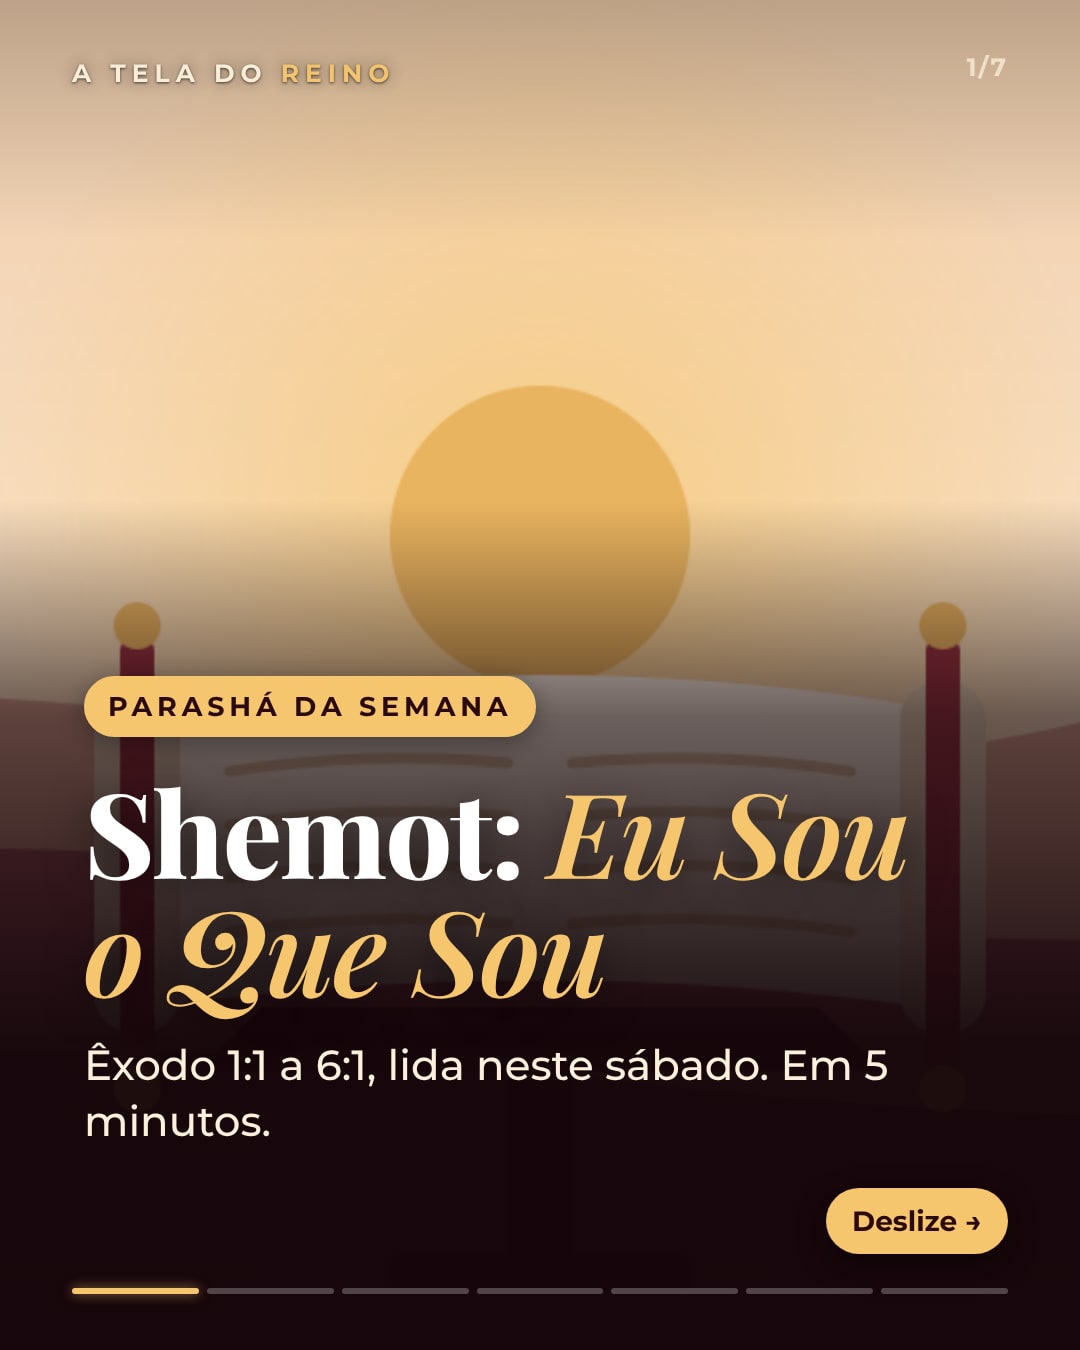 A TELA DO REINO
1/7
PARASHÁ DA SEMANA
Shemot: Eu Sou
o Que Sou
Êxodo 1:1 a 6:1, lida neste sábado. Em 5
minutos.
Deslize →